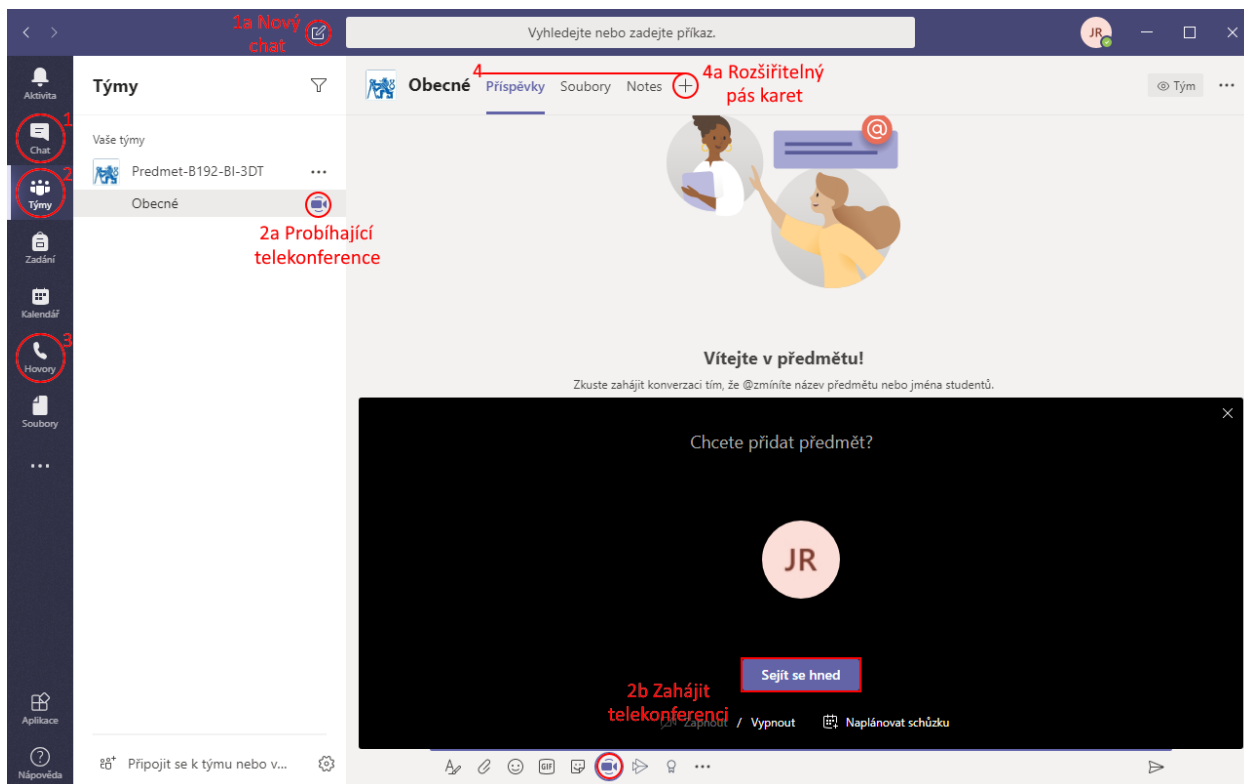 1a Nový
chat
Vyhledejte nebo zadejte příkaz.
JR
Aktivita
Chat
1
Týmy
2
Zadání
Kalendář
Hovory
3
Soubory
Aplikace
Nápověda
Týmy
Vaše týmy
Predmet-B192-BI-3DT
Obecné
2a Probíhající
telekonference
Připojit se k týmu nebo v...
Obecné
4
Příspěvky Soubory Notes
4a Rozšiřitelný
pás karet
Tým
@
Vítejte v předmětu!
Zkuste zahájit konverzaci tím, že @zmíníte název předmětu nebo jména studentů.
Chcete přidat předmět?
JR
Sejít se hned
2b Zahájit
telekonferenci
Zapnout / Vypnout
Naplánovat schůzku
GIF